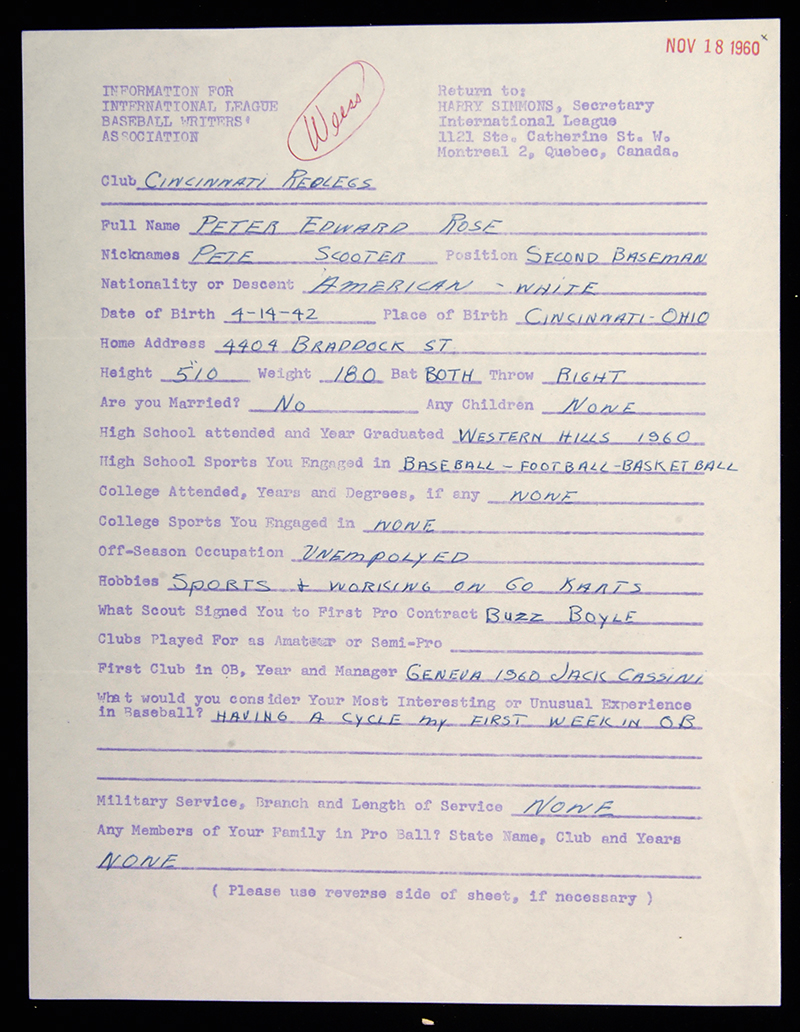 NOV 18 1960
INFORMATION FOR
INTERNATIONAL LEAGUE
BASEBALL WRITERS'
ASSOCIATION
Weiss
Return to:
HARRY SIMMONS, Secretary
International League
1121 Ste. Catherine St. W.
Montreal 2, Quebec, Canada.
Club CINCINNATI REDLEGS
Full Name PETER EDWARD ROSE
Nicknames PETE SCOOTER Position SECOND BASEMAN
Nationality or Descent AMERICAN - WHITE
Date of Birth 4-14-42 Place of Birth CINCINNATI-OHIO
Home Address 4404 BRADDOCK ST.
Height 5'10 Weight 180 Bat BOTH Throw RIGHT
Are you Married? No Any Children NONE
High School attended and Year Graduated WESTERN HILLS 1960
High School Sports You Engaged in BASEBALL - FOOTBALL - BASKETBALL
College Attended, Years and Degrees, if any NONE
College Sports You Engaged in NONE
Off-Season Occupation UNEMPOLYED
Hobbies SPORTS + WORKING ON GO KARTS
What Scout Signed You to First Pro Contract BUZZ BOYLE
Clubs Played For as Amateur or Semi-Pro
First Club in OB, Year and Manager GENEVA 1960 JACK CASSINI
What would you consider Your Most Interesting or Unusual Experience
in Baseball? HAVING A CYCLE my FIRST WEEK IN OB
Military Service, Branch and Length of Service NONE
Any Members of Your Family in Pro Ball? State Name, Club and Years
NONE
( Please use reverse side of sheet, if necessary )